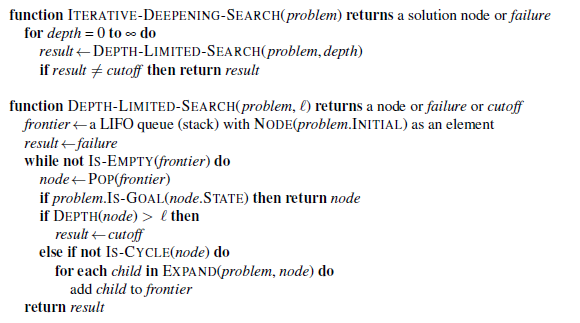 function ITERATIVE-DEEPENING-SEARCH(problem) returns a solution node or failure
for depth = 0 to ∞ do
result ← DEPTH-LIMITED-SEARCH(problem, depth)
if result ≠ cutoff then return result
function DEPTH-LIMITED-SEARCH(problem, ℓ) returns a node or failure or cutoff
frontier ← a LIFO queue (stack) with NODE(problem.INITIAL) as an element
result ← failure
while not IS-EMPTY(frontier) do
node ← POP(frontier)
if problem.IS-GOAL(node.STATE) then return node
if DEPTH(node) > ℓ then
result ← cutoff
else if not IS-CYCLE(node) do
for each child in EXPAND(problem, node) do
add child to frontier
return result